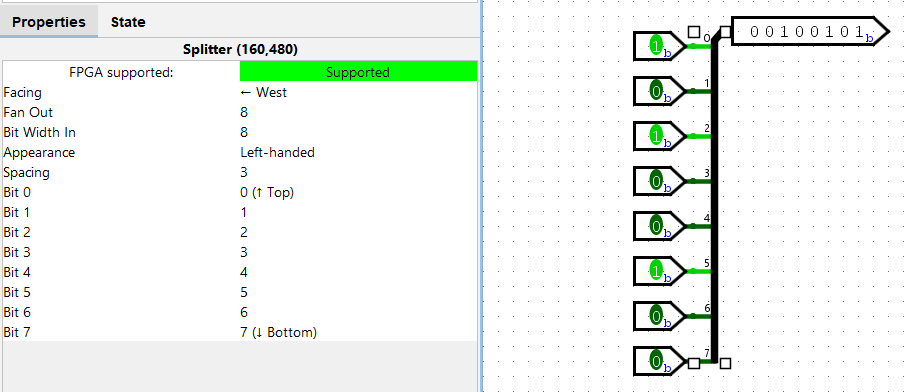 Properties State
Splitter (160,480)
FPGA supported: Supported
Facing ← West
Fan Out 8
Bit Width In 8
Appearance Left-handed
Spacing 3
Bit 0 0 (↑ Top)
Bit 1 1
Bit 2 2
Bit 3 3
Bit 4 4
Bit 5 5
Bit 6 6
Bit 7 7 (↓ Bottom)
0 0 1 0 0 1 0 1 b
1 b 0
0 b 1
1 b 2
0 b 3
0 b 4
1 b 5
0 b 6
0 b 7